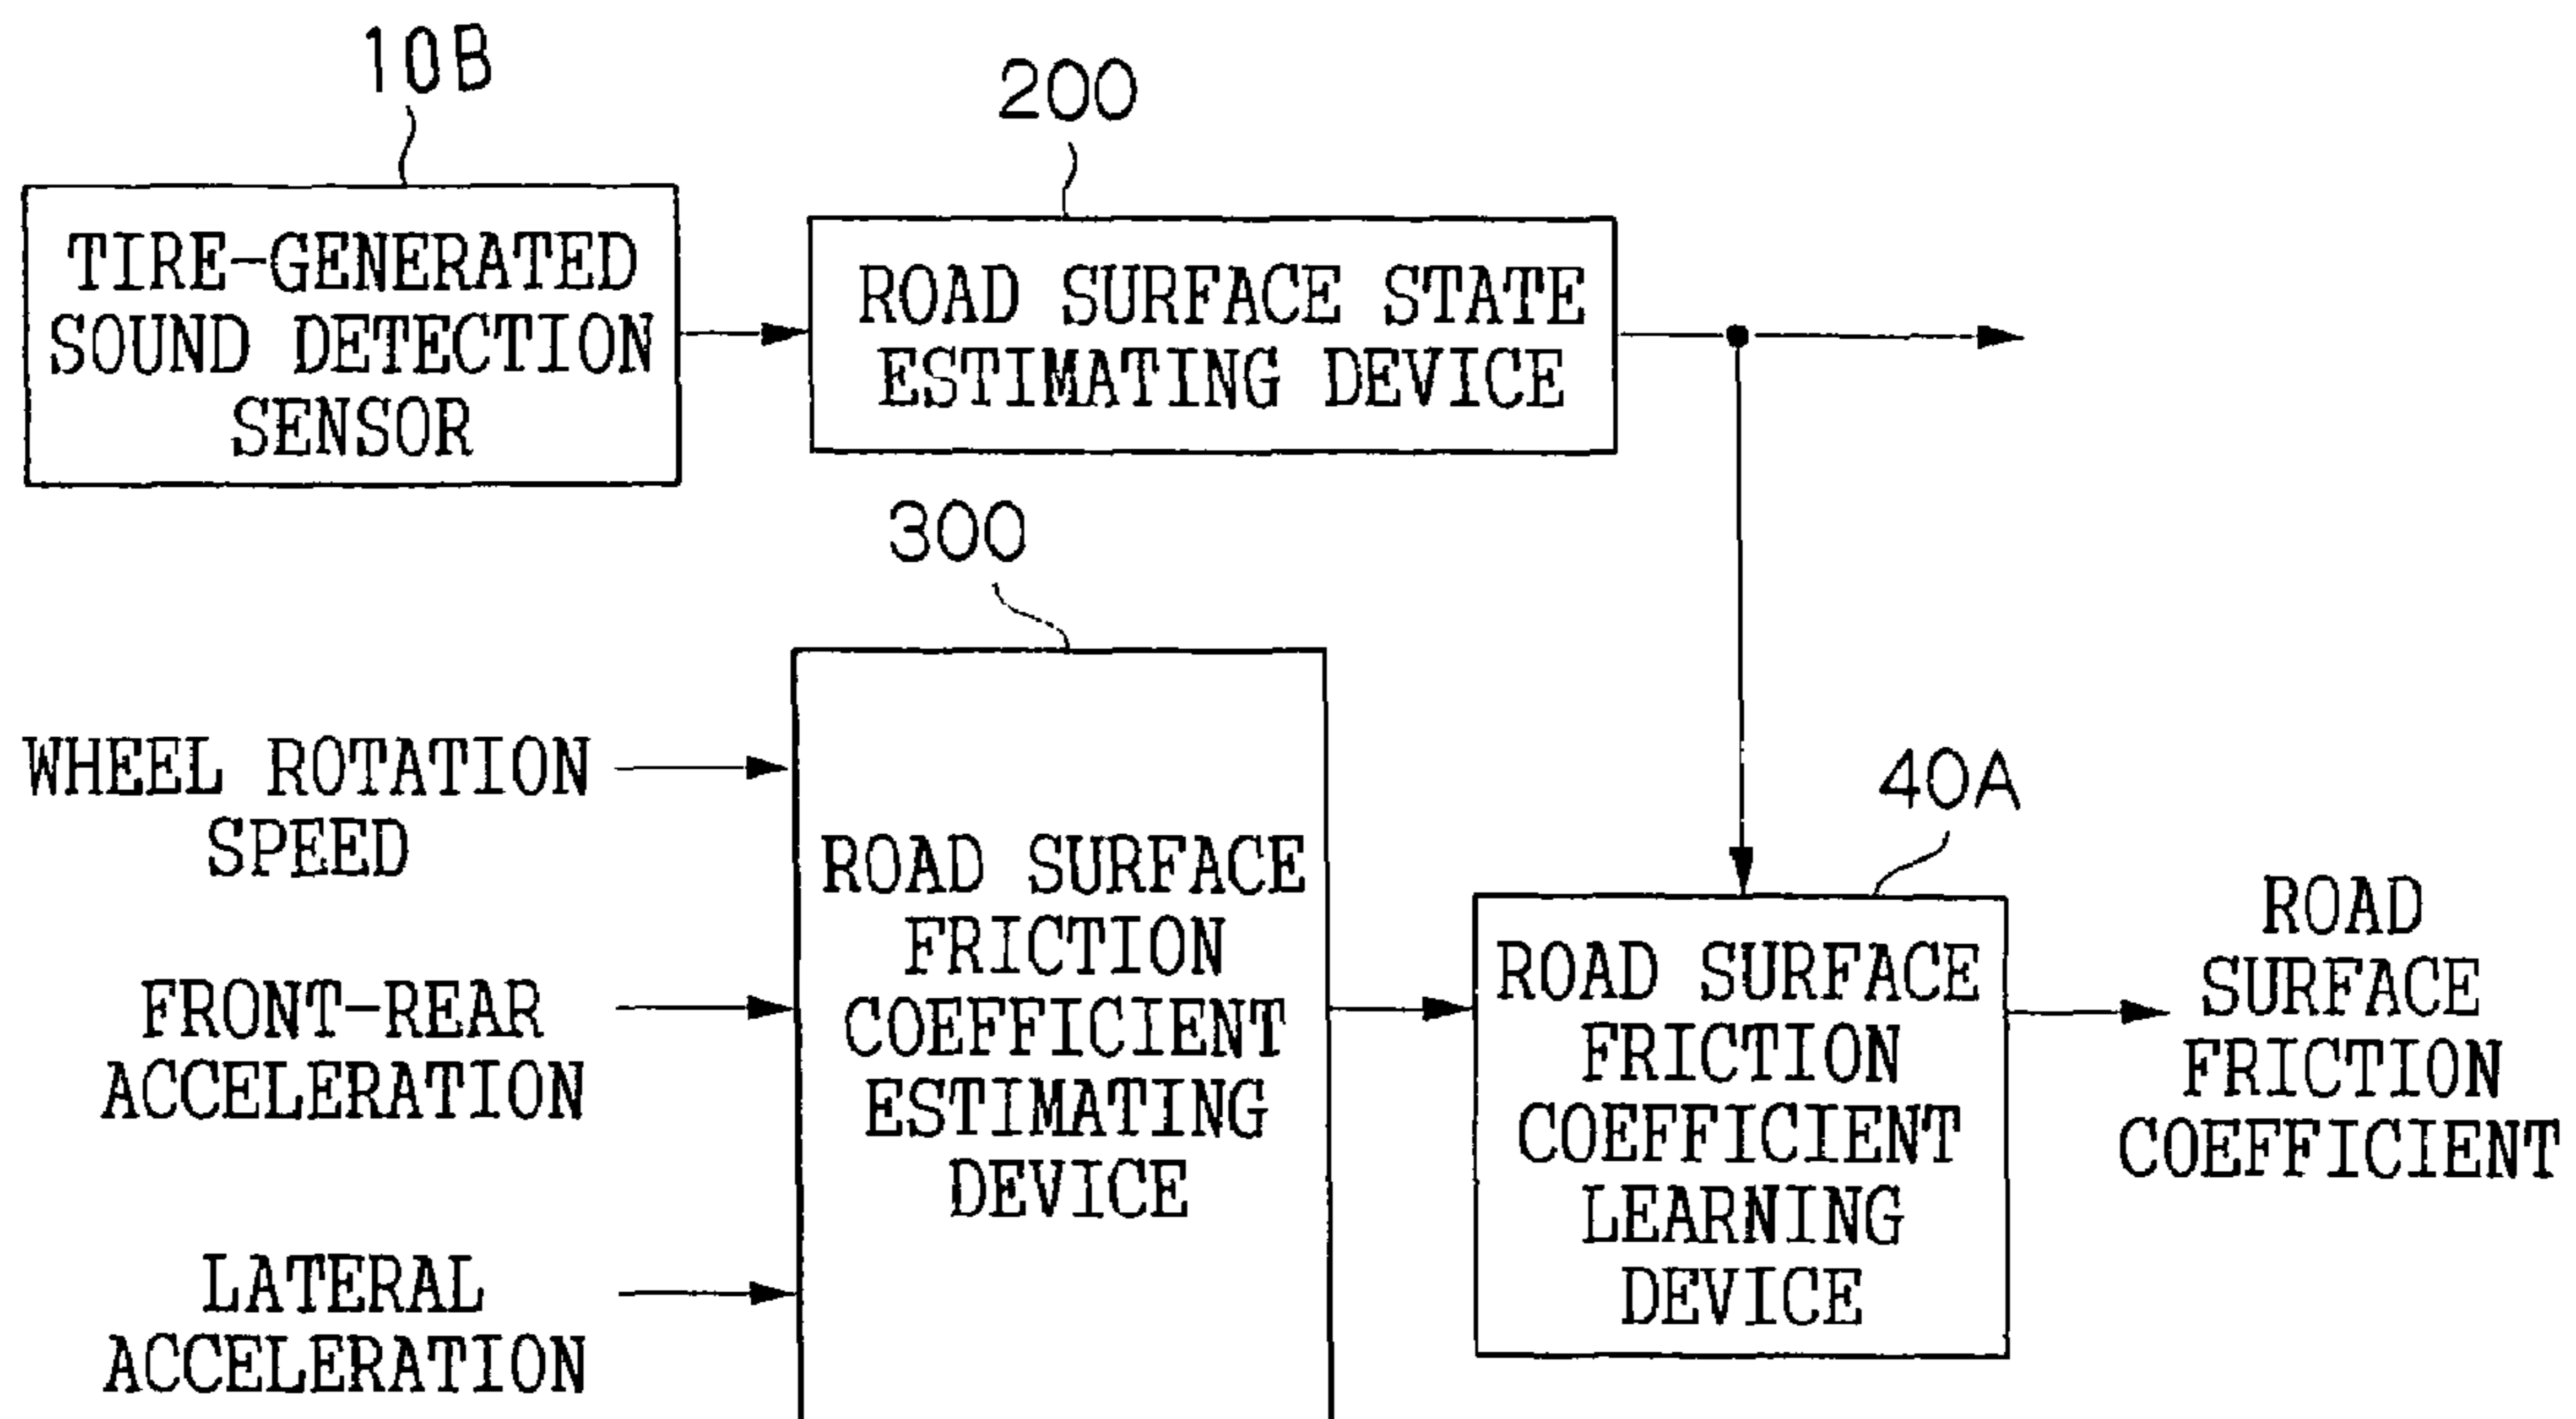 10B
TIRE-GENERATED
SOUND DETECTION
SENSOR
200
ROAD SURFACE STATE
ESTIMATING DEVICE
300
WHEEL ROTATION
SPEED
FRONT-REAR
ACCELERATION
LATERAL
ACCELERATION
ROAD SURFACE
FRICTION
COEFFICIENT
ESTIMATING
DEVICE
40A
ROAD SURFACE
FRICTION
COEFFICIENT
LEARNING
DEVICE
ROAD
SURFACE
FRICTION
COEFFICIENT